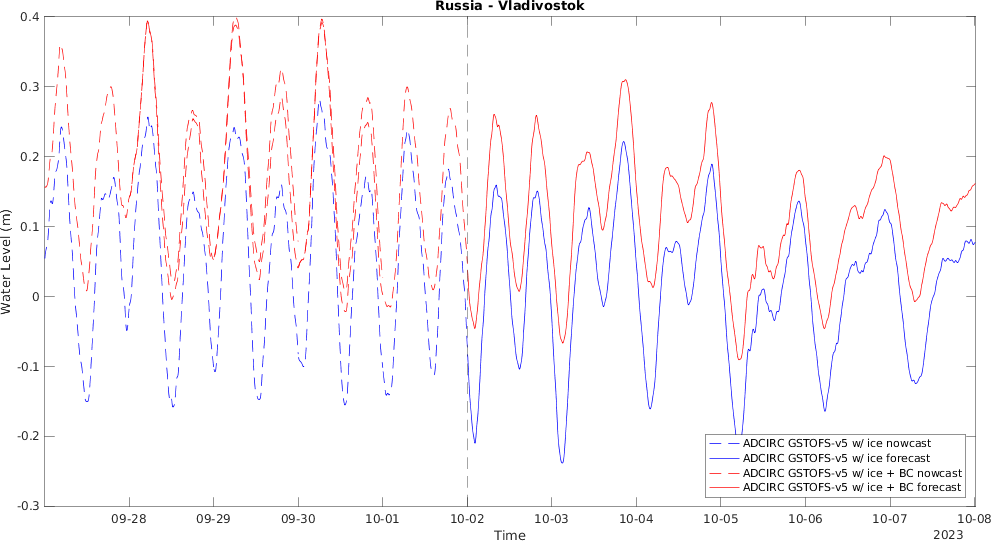 Russia - Vladivostok
0.4
0.3
0.2
0.1
0
-0.1
-0.2
-0.3
Water Level (m)
ADCIRC GSTOFS-v5 w/ ice nowcast
ADCIRC GSTOFS-v5 w/ ice forecast
ADCIRC GSTOFS-v5 w/ ice + BC nowcast
ADCIRC GSTOFS-v5 w/ ice + BC forecast
09-28 09-29 09-30 10-01 10-02 10-03 10-04 10-05 10-06 10-07 10-08
Time
2023